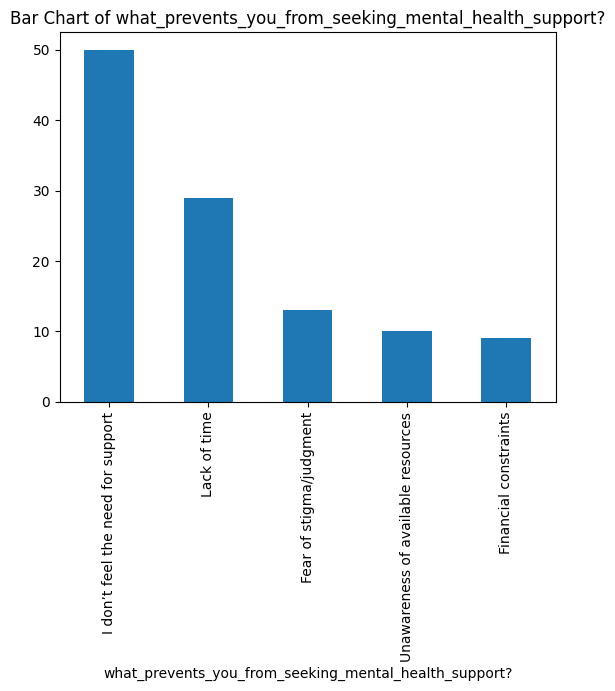 Bar Chart of what_prevents_you_from_seeking_mental_health_support?
50
40
30
20
10
0
I don’t feel the need for support
Lack of time
Fear of stigma/judgment
Unawareness of available resources
Financial constraints
what_prevents_you_from_seeking_mental_health_support?